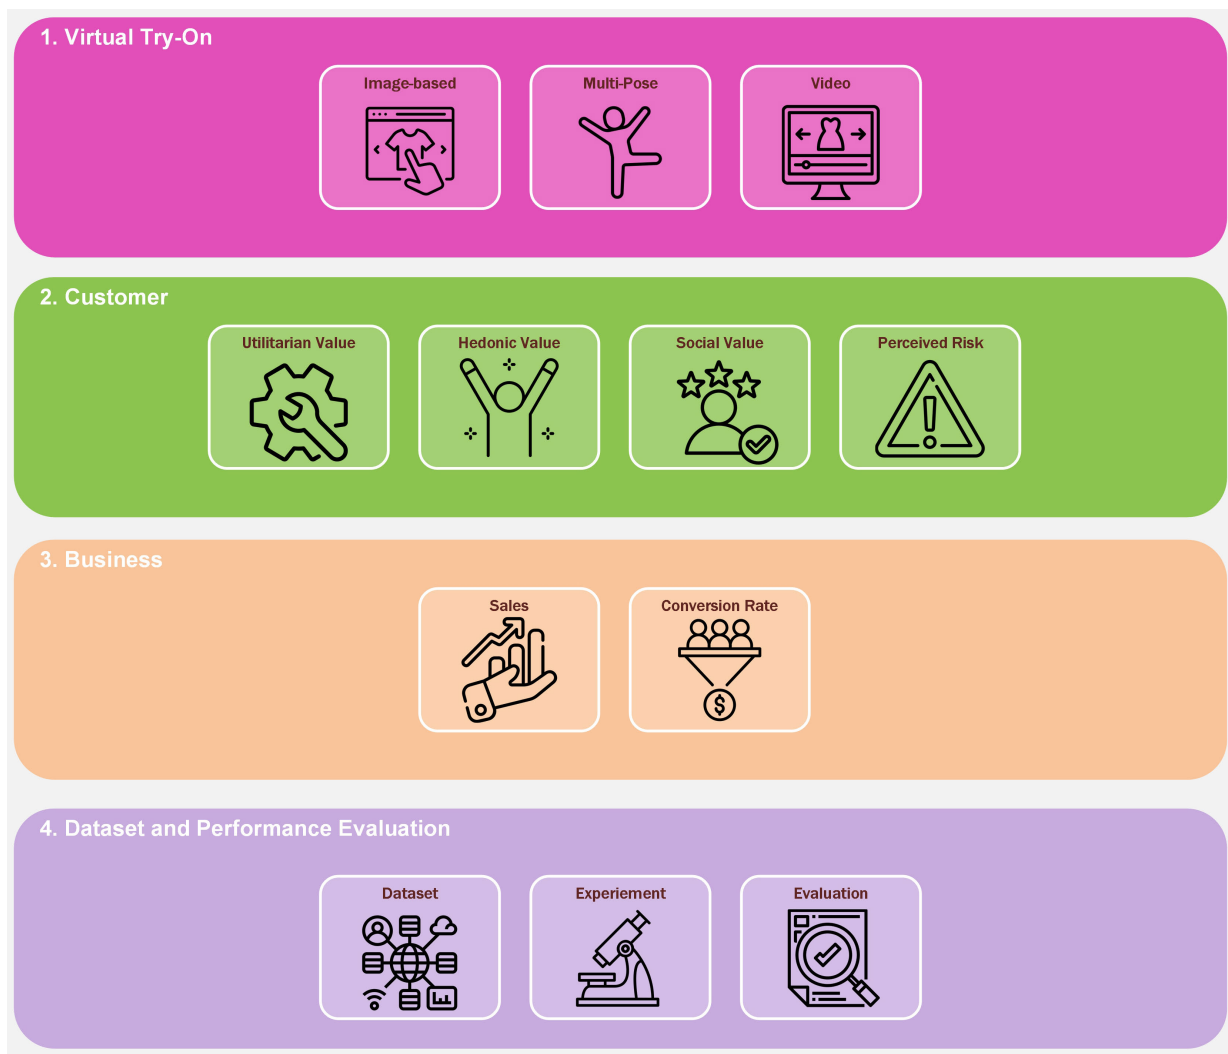 1. Virtual Try-On
Image-based
Multi-Pose
Video
2. Customer
Utilitarian Value
Hedonic Value
Social Value
Perceived Risk
3. Business
Sales
Conversion Rate
$
4. Dataset and Performance Evaluation
Dataset
Experiement
Evaluation